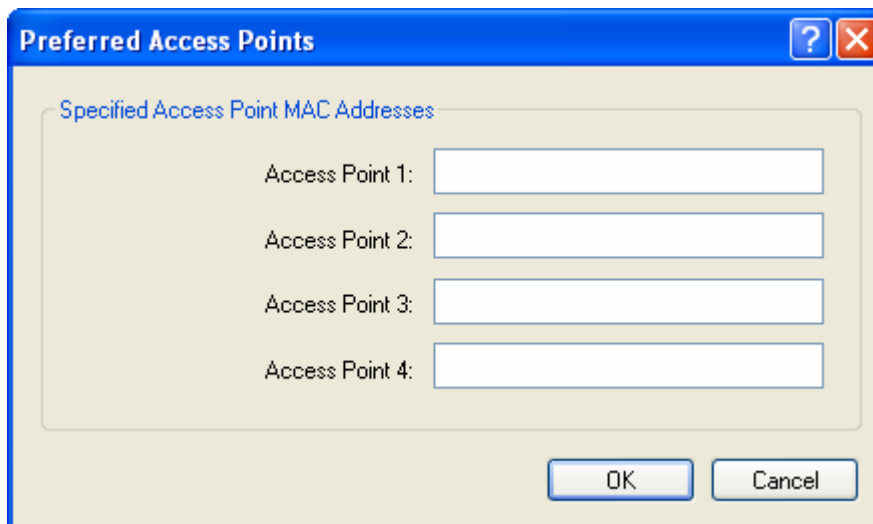 Preferred Access Points
Specified Access Point MAC Addresses
Access Point 1:
Access Point 2:
Access Point 3:
Access Point 4:
OK
Cancel